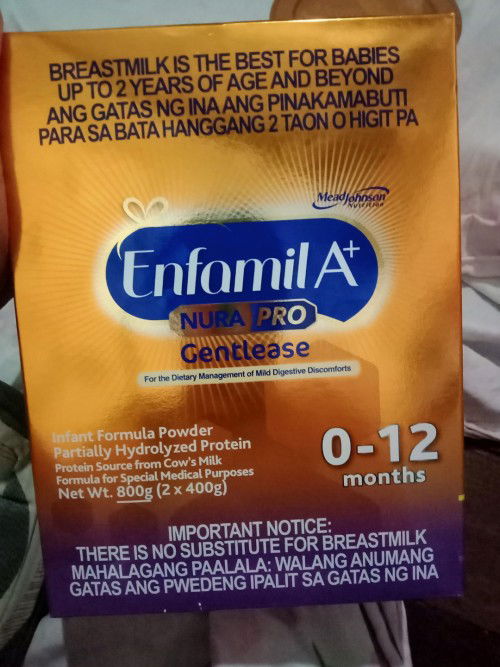 BREASTMILK IS THE BEST FOR BABIES
UP TO 2 YEARS OF AGE AND BEYOND
ANG GATAS NG INA ANG PINAKAMABUTI
PARA SA BATA HANGGANG 2 TAON O HIGIT PA
MeadJohnson
Nutrition
Enfamil A+
NURA PRO
Gentlease
For the Dietary Management of Mild Digestive Discomforts
Infant Formula Powder
Partially Hydrolyzed Protein
Protein Source from Cow's Milk
Formula for Special Medical Purposes
Net Wt. 800g (2 x 400g)
0-12
months
IMPORTANT NOTICE:
THERE IS NO SUBSTITUTE FOR BREASTMILK
MAHALAGANG PAALALA: WALANG ANUMANG
GATAS ANG PWEDENG IPALIT SA GATAS NG INA